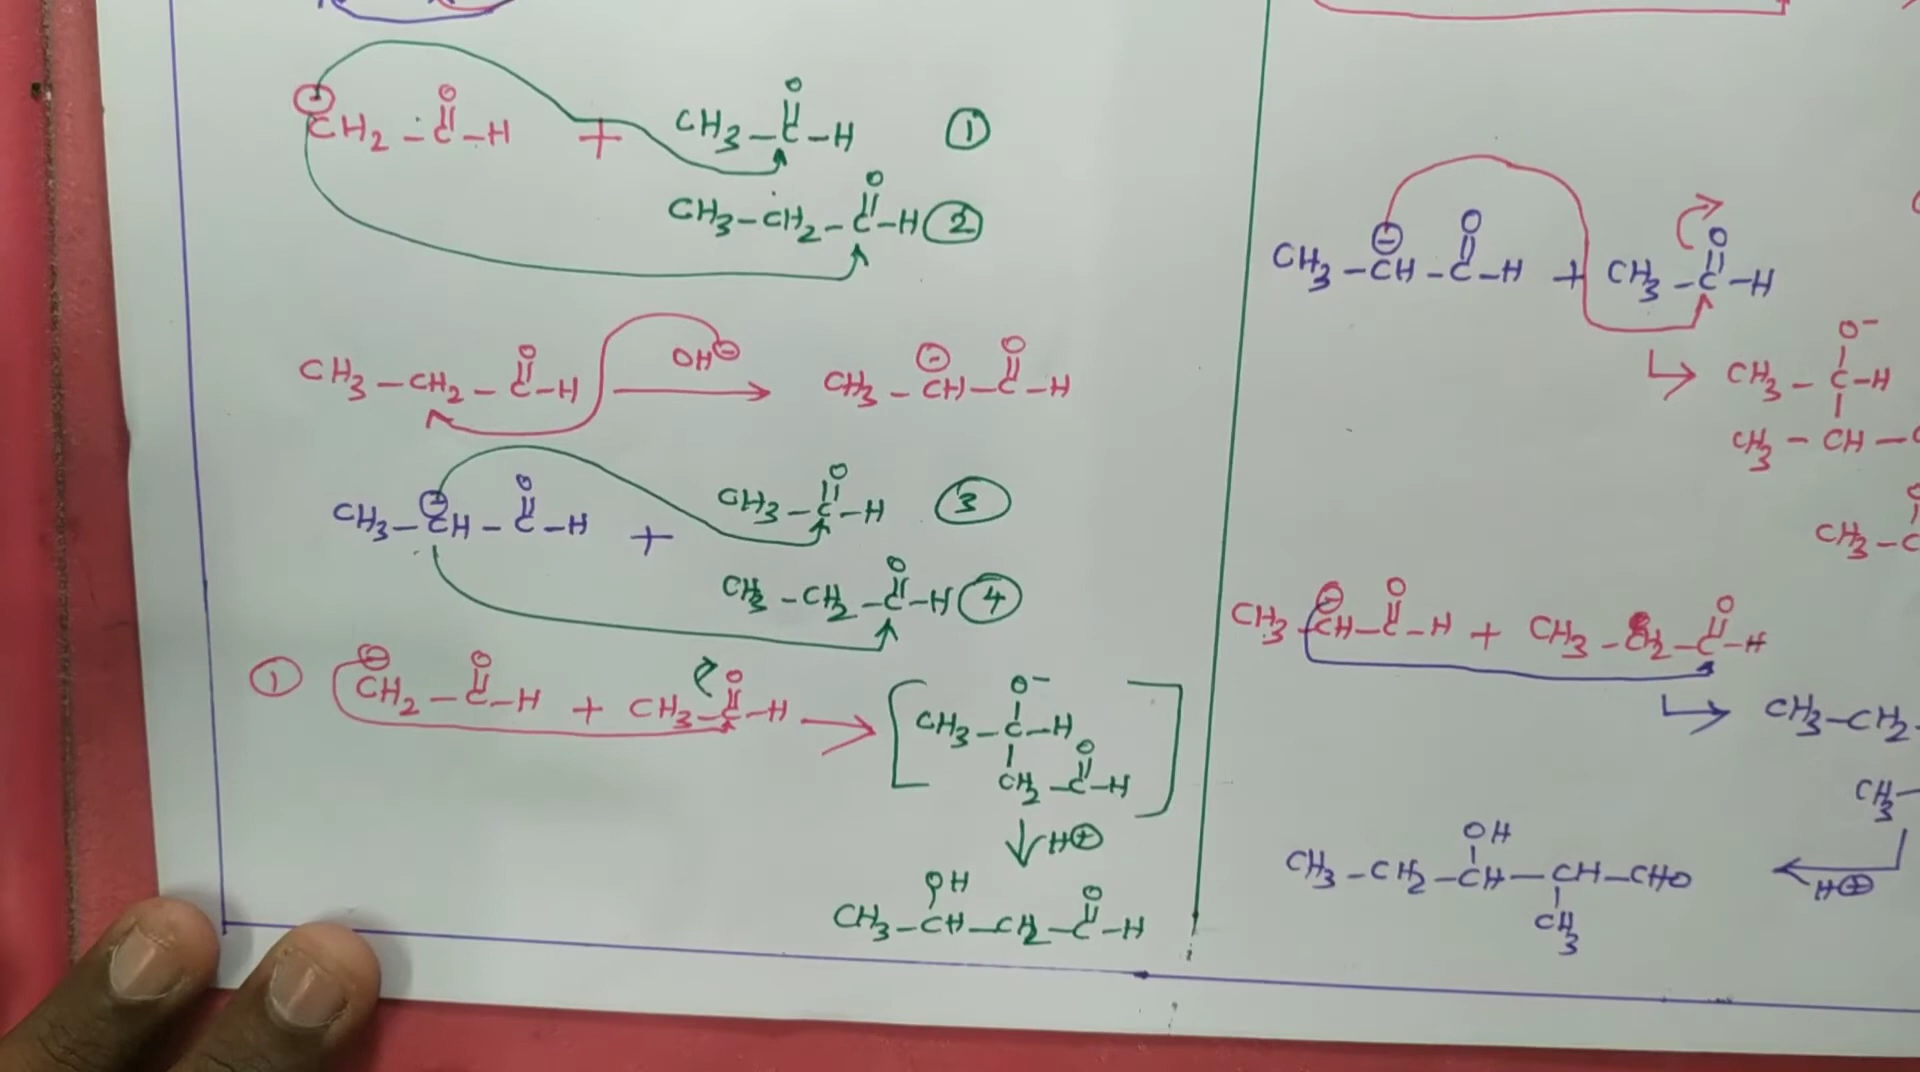 ⊖
O
CH2 - C - H + CH3 - C - H ①
O
CH3 - CH2 - C - H ②
O
OH⊖
CH3 - CH2 - C - H → CH3 - CH - C - H
O ⊖ O
CH3 - CH - C - H + CH3 - C - H ③
⊖ O O
CH3 - CH2 - C - H ④
O
① CH2 - C - H + CH3 - C - H →
⊖ O O
O-
CH3 - C - H
O
CH2 - C - H
↓ H⊕
OH O
CH3 - CH - CH2 - C - H
⊖ O O
CH3 - CH - C - H + CH3 - C - H
O-
CH3 - C - H
CH3 - CH -
O
CH3 - C
⊖ O O
CH3 - CH - C - H + CH3 - CH2 - C - H
CH3 - CH2 -
CH3 -
OH
CH3 - CH2 - CH - CH - CHO
CH3
H⊕